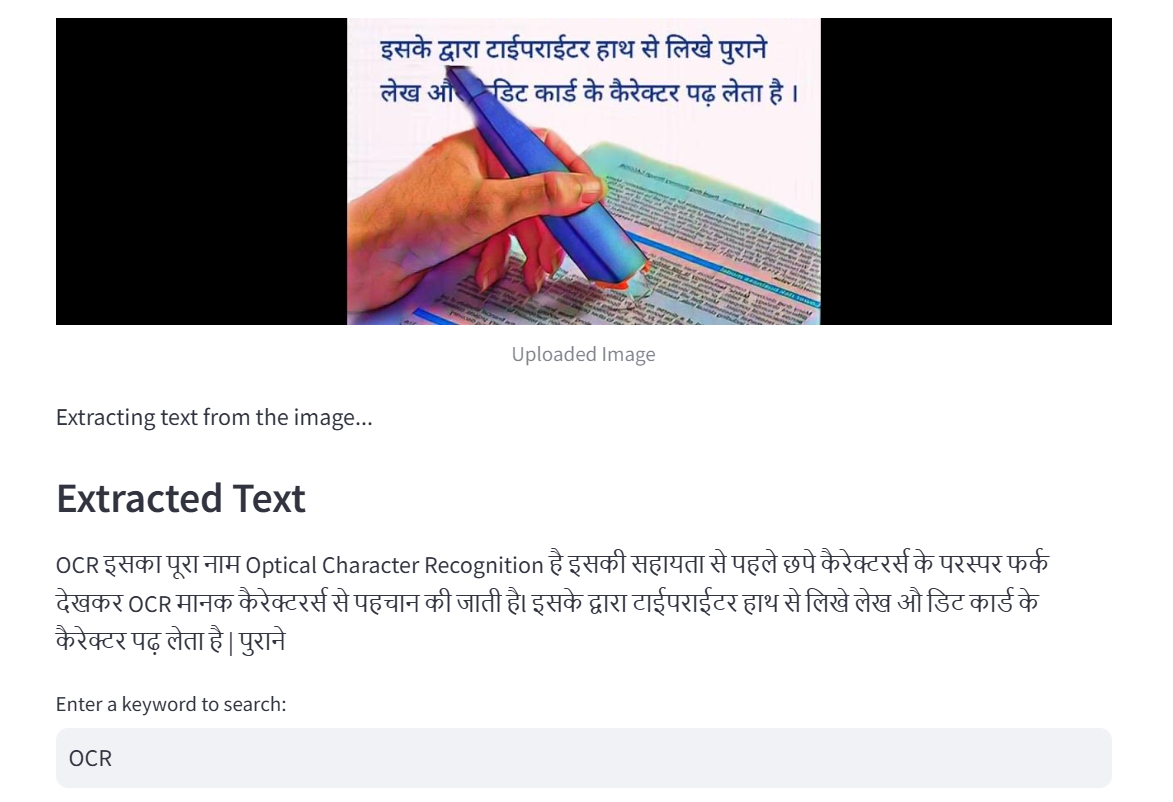 इसके द्वारा टाईपराईटर हाथ से लिखे पुराने
लेख डिट कार्ड के कैरेक्टर पढ़ लेता है ।
Uploaded Image
Extracting text from the image...
Extracted Text
OCR इसका पूरा नाम Optical Character Recognition है इसकी सहायता से पहले छपे कैरेक्टरर्स के परस्पर फर्क
देखकर OCR मानक कैरेक्टरर्स से पहचान की जाती है। इसके द्वारा टाईपराईटर हाथ से लिखे लेख औ डिट कार्ड के
कैरेक्टर पढ़ लेता है | पुराने
Enter a keyword to search:
OCR